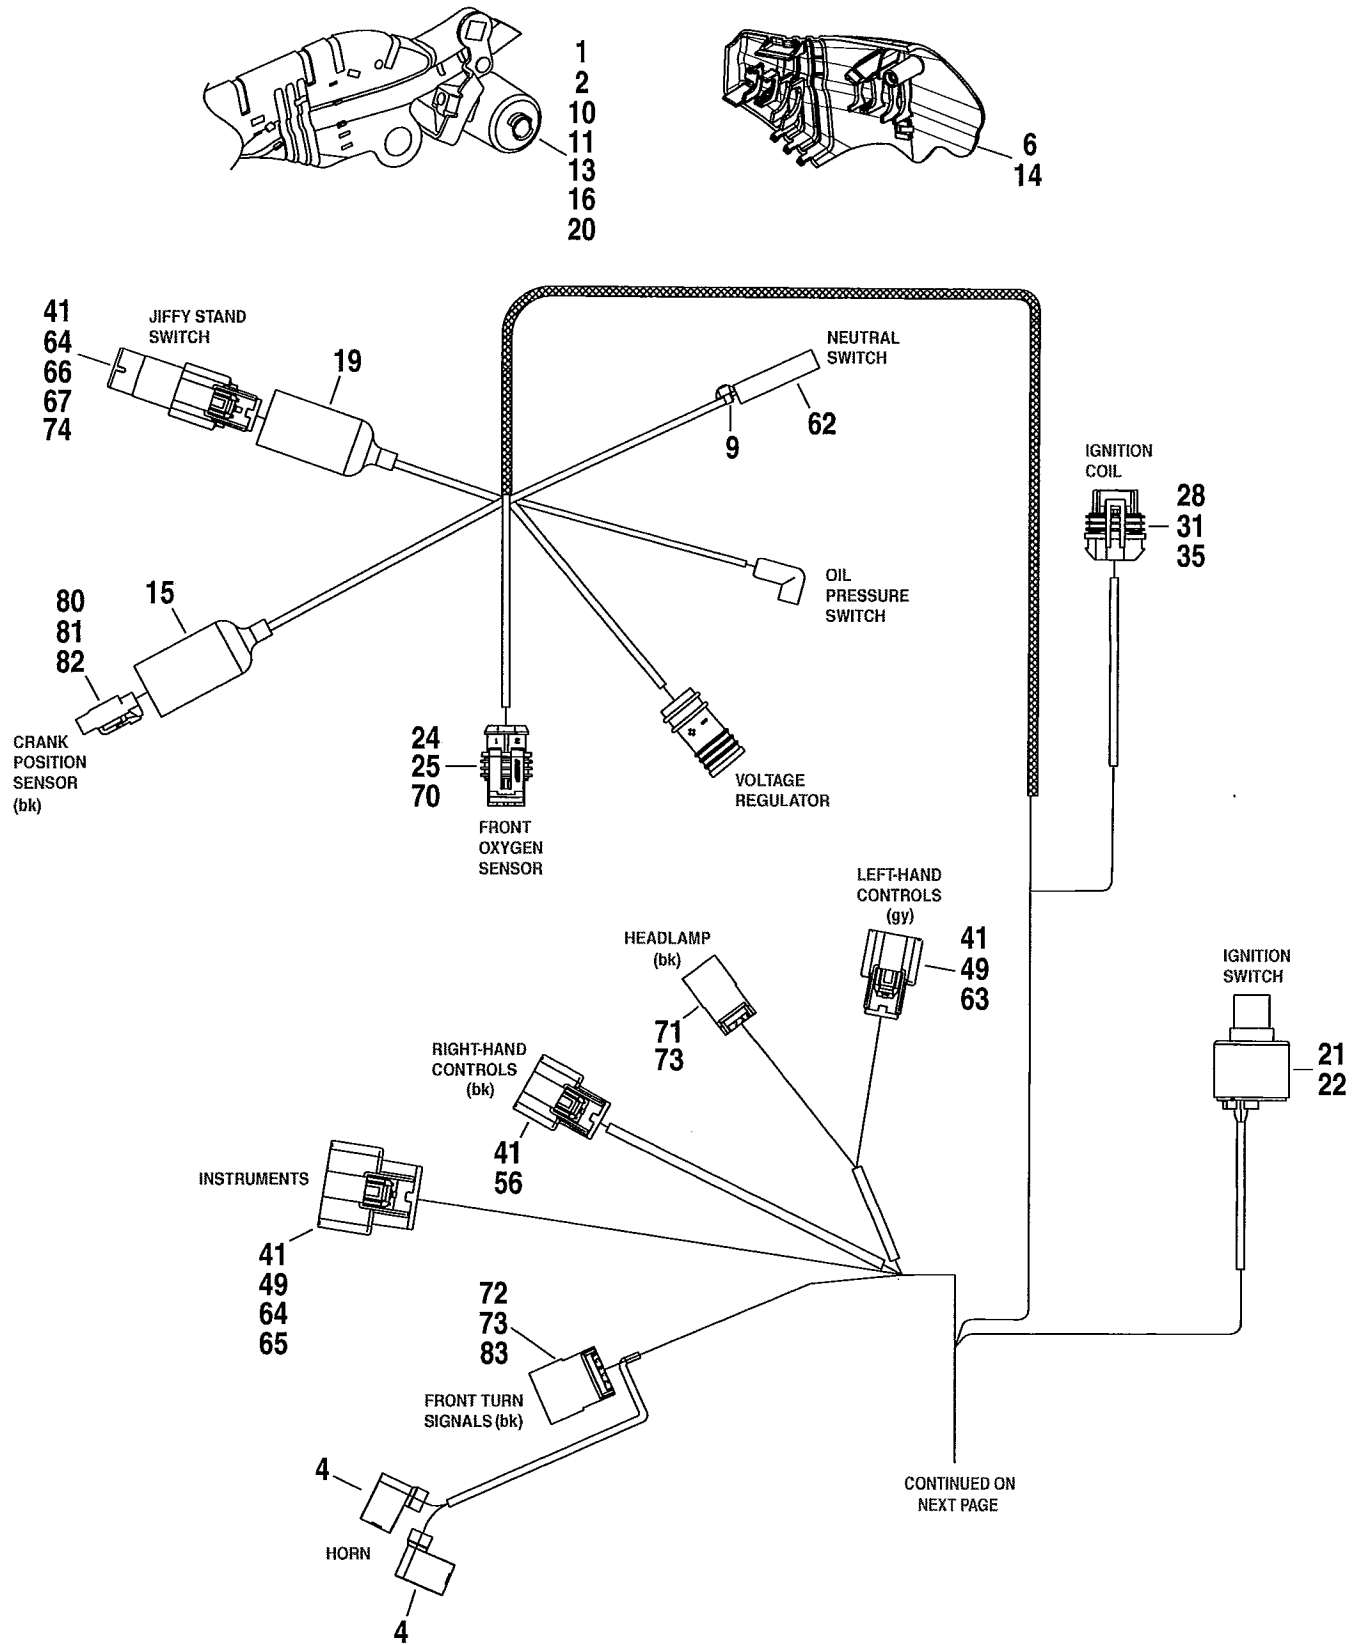 1
2
10
11
13
16
20
6
14
41
64
66
67
74
JIFFY STAND
SWITCH
19
NEUTRAL
SWITCH
9
62
IGNITION
COIL
28
31
35
80
81
82
15
OIL
PRESSURE
SWITCH
CRANK
POSITION
SENSOR
(bk)
24
25
70
1 2
FRONT
OXYGEN
SENSOR
VOLTAGE
REGULATOR
LEFT-HAND
CONTROLS
(gy)
41
49
63
HEADLAMP
(bk)
71
73
IGNITION
SWITCH
21
22
RIGHT-HAND
CONTROLS
(bk)
41
56
INSTRUMENTS
41
49
64
65
72
73
83
FRONT TURN
SIGNALS (bk)
4
HORN
4
CONTINUED ON
NEXT PAGE